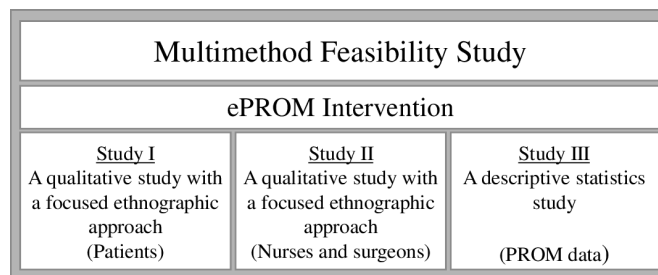 Multimethod Feasibility Study
ePROM Intervention
Study I
A qualitative study with
a focused ethnographic
approach
(Patients)
Study II
A qualitative study with
a focused ethnographic
approach
(Nurses and surgeons)
Study III
A descriptive statistics
study
(PROM data)